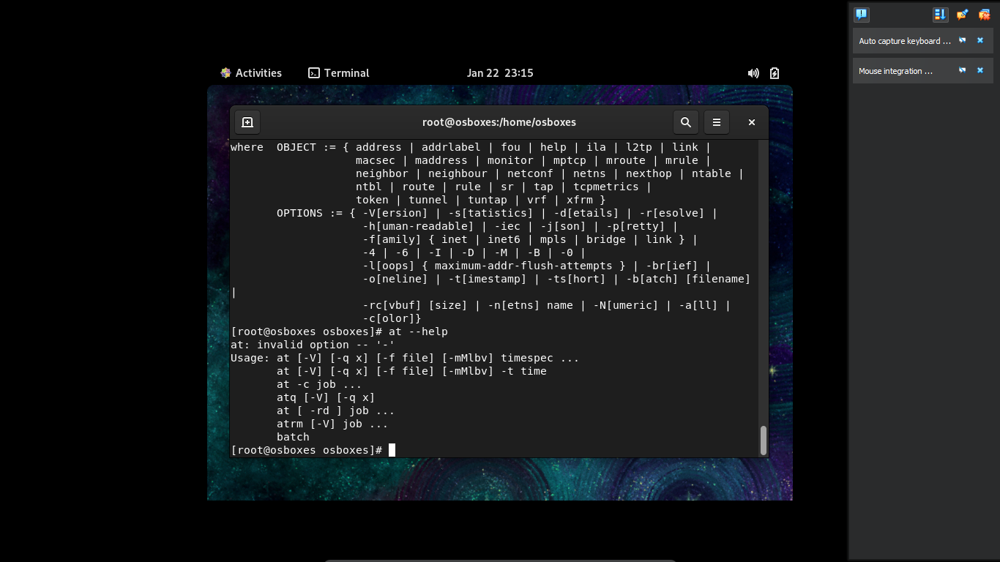 Activities
Terminal
Jan 22 23:15
Auto capture keyboard ...
Mouse integration ...
root@osboxes:/home/osboxes
where  OBJECT := { address | addrlabel | fou | help | ila | l2tp | link |
                   macsec | maddress | monitor | mptcp | mroute | mrule |
                   neighbor | neighbour | netconf | netns | nexthop | ntable |
                   ntbl | route | rule | sr | tap | tcpmetrics |
                   token | tunnel | tuntap | vrf | xfrm }
       OPTIONS := { -V[ersion] | -s[tatistics] | -d[etails] | -r[esolve] |
                    -h[uman-readable] | -iec | -j[son] | -p[retty] |
                    -f[amily] { inet | inet6 | mpls | bridge | link } |
                    -4 | -6 | -I | -D | -M | -B | -0 |
                    -l[oops] { maximum-addr-flush-attempts } | -br[ief] |
                    -o[neline] | -t[imestamp] | -ts[hort] | -b[atch] [filename]
|
                    -rc[vbuf] [size] | -n[etns] name | -N[umeric] | -a[ll] |
                    -c[olor]}
[root@osboxes osboxes]# at --help
at: invalid option -- '-'
Usage: at [-V] [-q x] [-f file] [-mMlbv] timespec ...
       at [-V] [-q x] [-f file] [-mMlbv] -t time
       at -c job ...
       atq [-V] [-q x]
       at [ -rd ] job ...
       atrm [-V] job ...
       batch
[root@osboxes osboxes]#